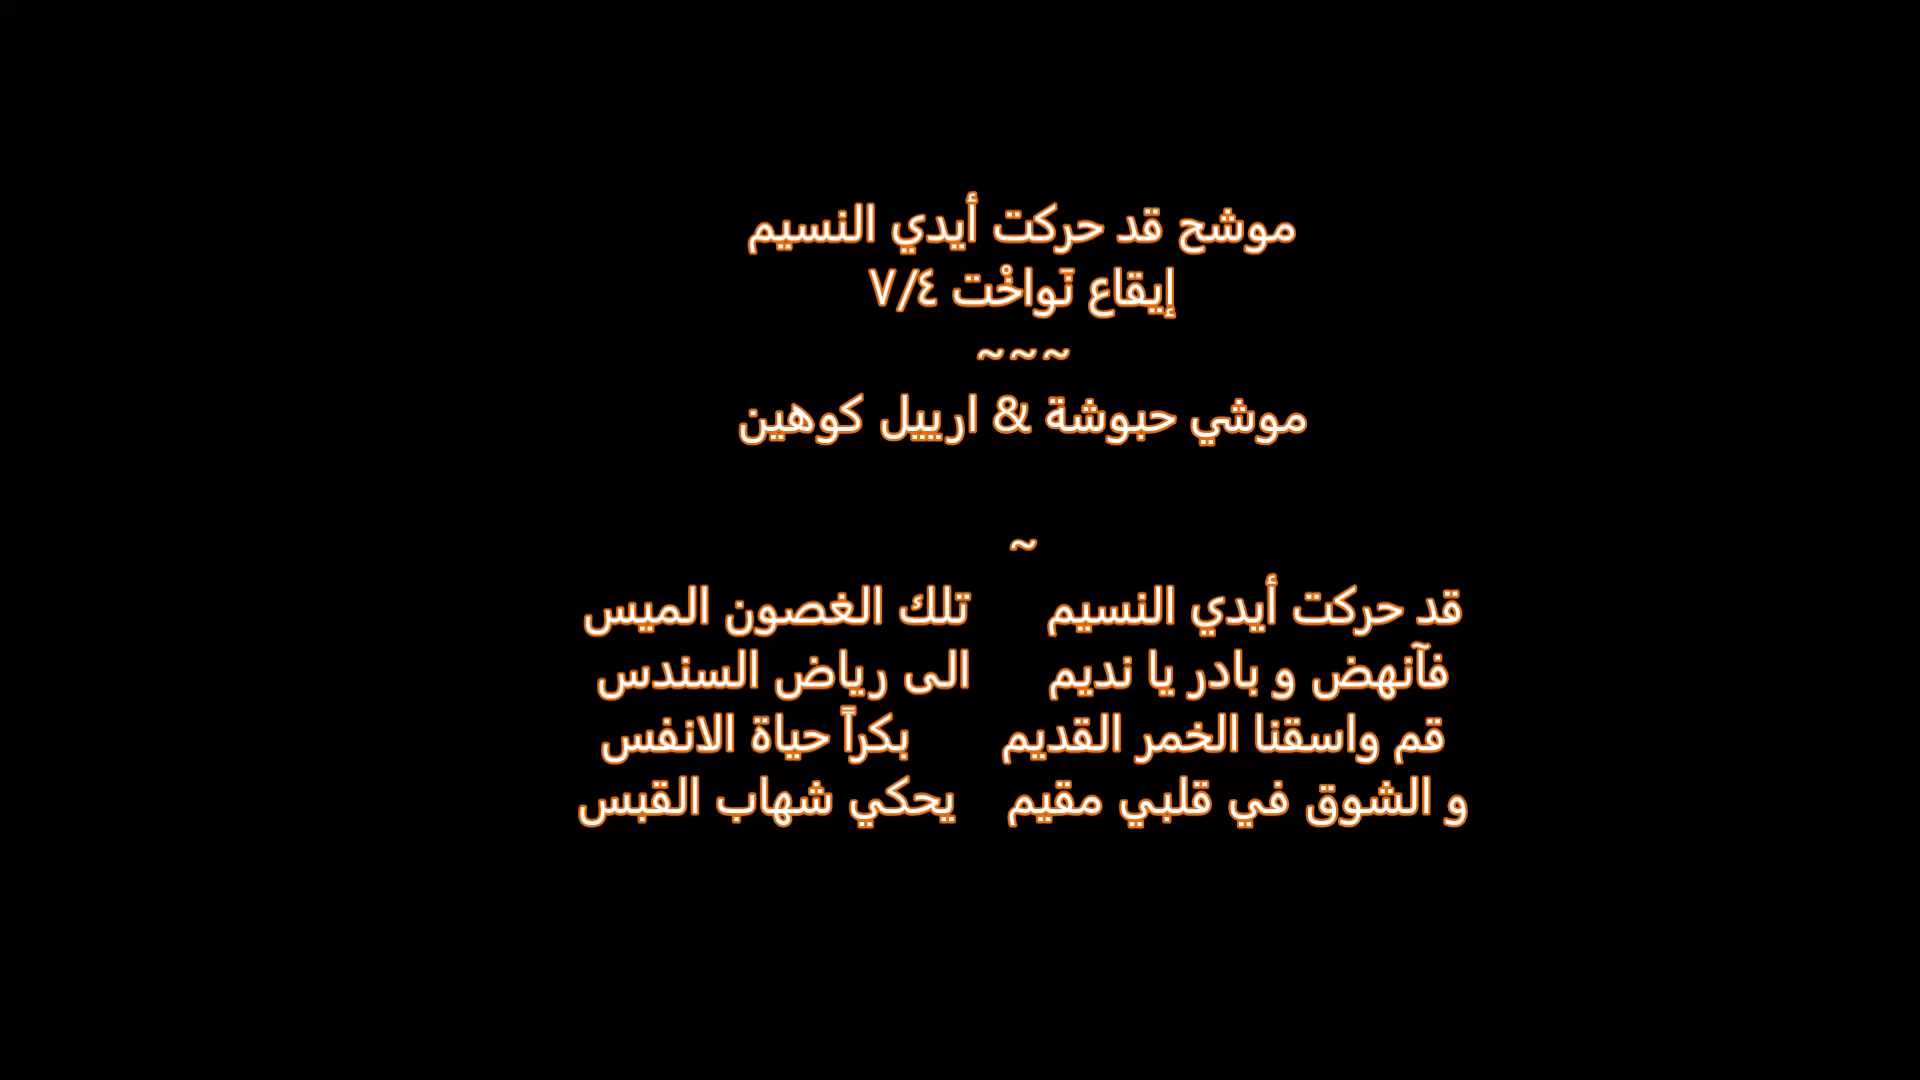 موشح قد حركت أيدي النسيم
إيقاع نَواخْت ٧/٤
~~~
موشي حبوشة & ارييل كوهين
~
قد حركت أيدي النسيم تلك الغصون الميس
فآنهض و بادر يا نديم الى رياض السندس
قم واسقنا الخمر القديم بكراً حياة الانفس
و الشوق في قلبي مقيم يحكي شهاب القبس